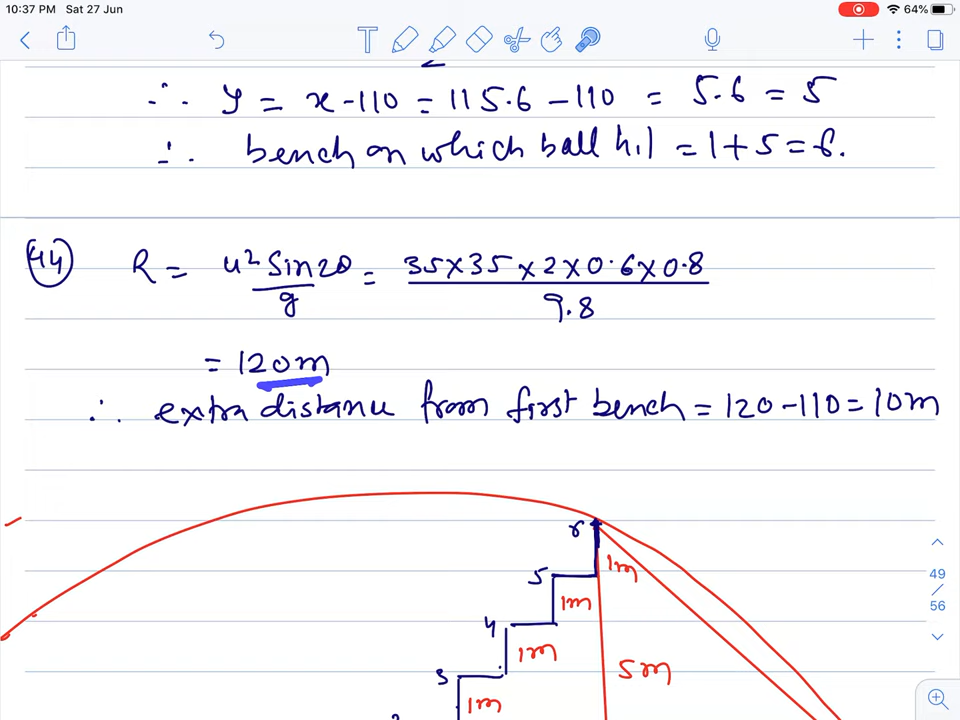 10:37 PM Sat 27 Jun 64%
∴ y = x - 110 = 115.6 - 110 = 5.6 = 5
∴ bench on which ball hit = 1 + 5 = 6.
(44) R = u² Sin2θ / g = 35 × 35 × 2 × 0.6 × 0.8 / 9.8
= 120m
∴ extra distance from first bench = 120 - 110 = 10m
6
1m
5
1m
4
1m
5m
3
1m
2
49
/
56